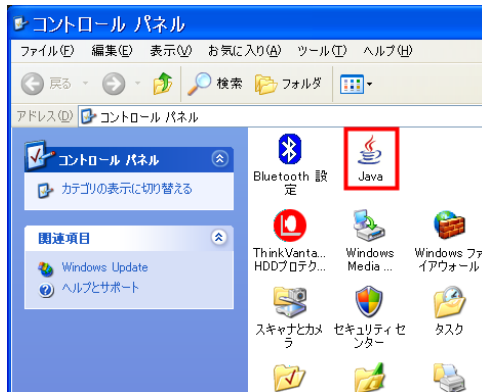 コントロール パネル
ファイル(F) 編集(E) 表示(V) お気に入り(A) ツール(T) ヘルプ(H)
戻る 検索 フォルダ
アドレス(D) コントロール パネル
コントロール パネル
カテゴリの表示に切り替える
関連項目
Windows Update
ヘルプとサポート
Bluetooth 設
定
Java
ThinkVanta...
HDDプロテク...
Windows
Media ...
Windows ファ
イアウォール
スキャナとカメ
ラ
セキュリティ セ
ンター
タスク